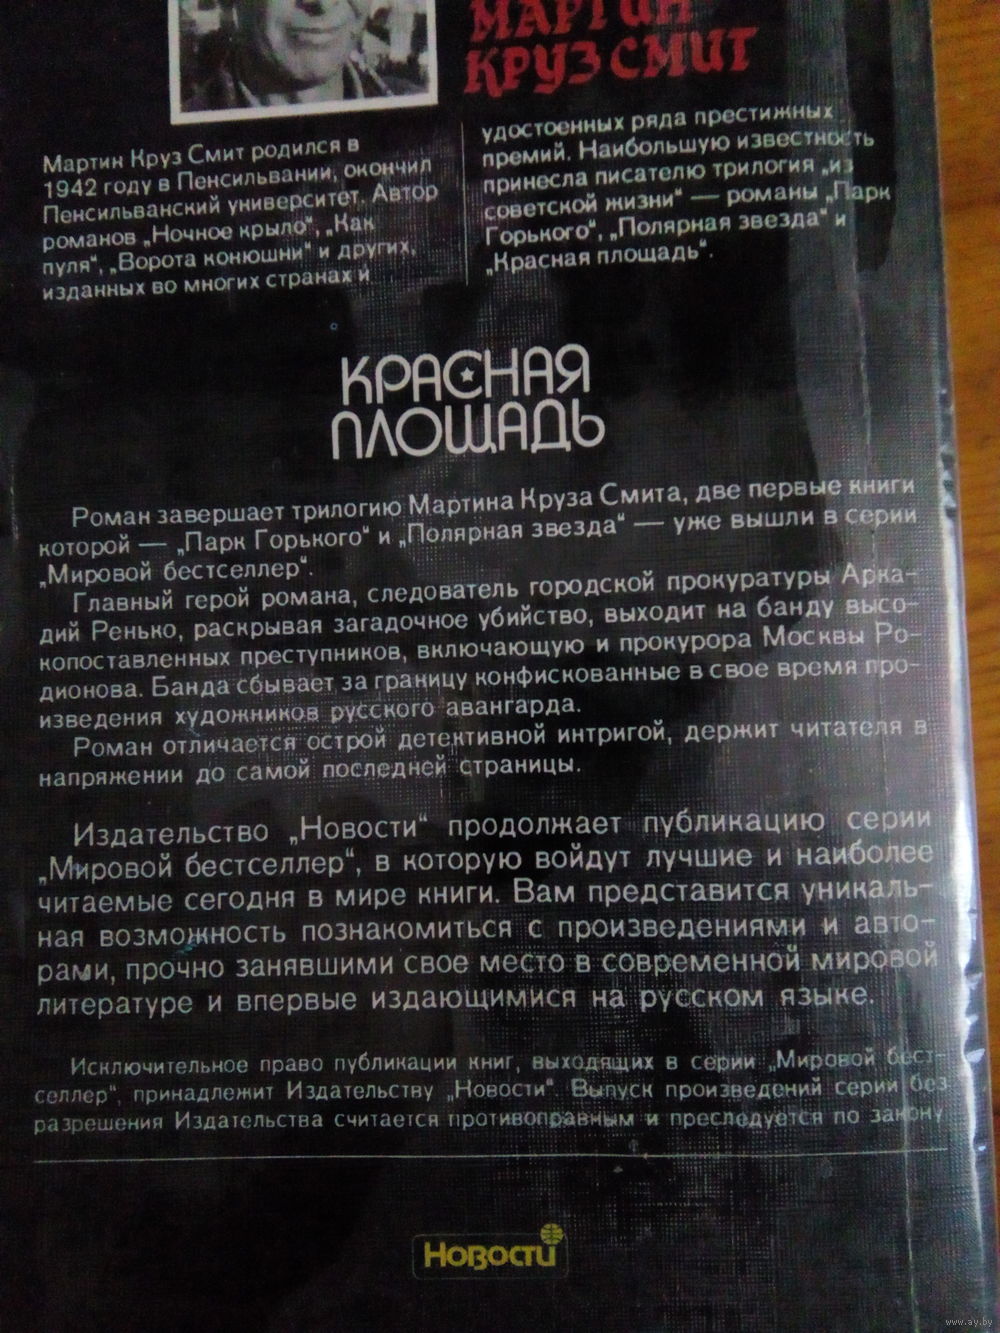 МАРТИН
КРУЗ СМИТ
Мартин Круз Смит родился в
1942 году в Пенсильвании, окончил
Пенсильванский университет. Автор
романов „Ночное крыло“, „Как
пуля“, „Ворота конюшни“ и других,
изданных во многих странах и
удостоенных ряда престижных
премий. Наибольшую известность
принесла писателю трилогия „из
советской жизни“ — романы „Парк
Горького“, „Полярная звезда“ и
„Красная площадь“.
КРАСНАЯ
ПЛОЩАДЬ
Роман завершает трилогию Мартина Круза Смита, две первые книги
которой — „Парк Горького“ и „Полярная звезда“ — уже вышли в серии
„Мировой бестселлер“.
Главный герой романа, следователь городской прокуратуры Арка-
дий Ренько, раскрывая загадочное убийство, выходит на банду высо-
копоставленных преступников, включающую и прокурора Москвы Ро-
дионова. Банда сбывает за границу конфискованные в свое время про-
изведения художников русского авангарда.
Роман отличается острой детективной интригой, держит читателя в
напряжении до самой последней страницы.
Издательство „Новости“ продолжает публикацию серии
„Мировой бестселлер“, в которую войдут лучшие и наиболее
читаемые сегодня в мире книги. Вам представится уникаль-
ная возможность познакомиться с произведениями и авто-
рами, прочно занявшими свое место в современной мировой
литературе и впервые издающимися на русском языке.
Исключительное право публикации книг, выходящих в серии „Мировой бест-
селлер“, принадлежит Издательству „Новости“. Выпуск произведений серии без
разрешения Издательства считается противоправным и преследуется по закону
Новости
www.ay.by